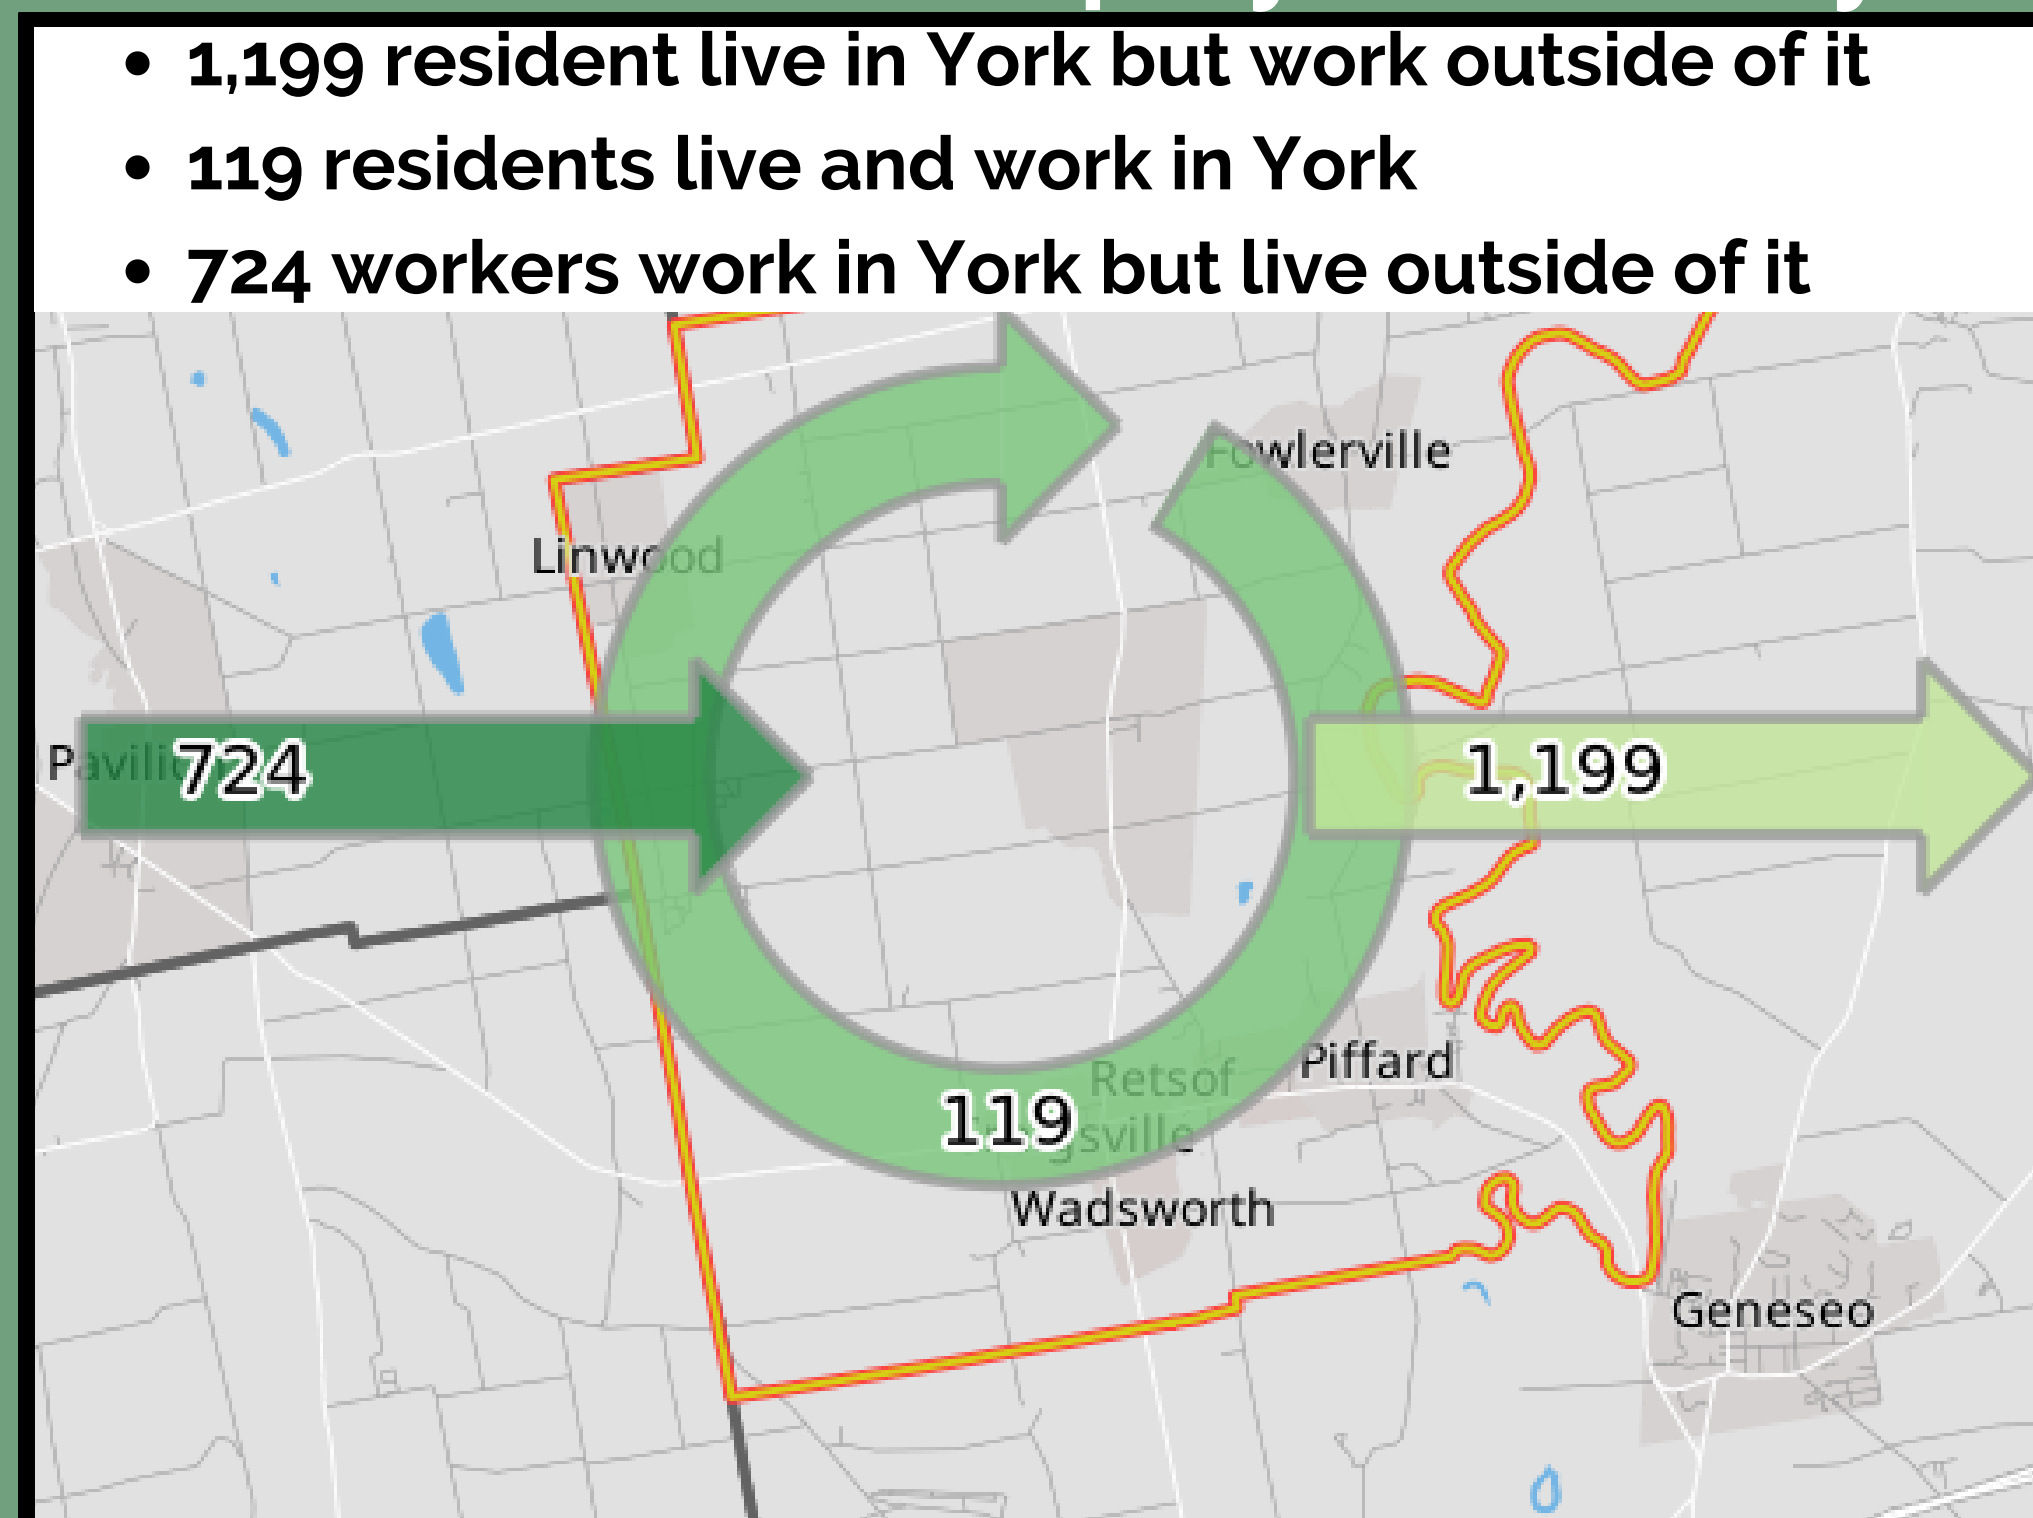 1,199 resident live in York but work outside of it
119 residents live and work in York
724 workers work in York but live outside of it
Fowlerville
Linwood
Pavilion
724
1,199
Retsof
Piffard
119
Wadsworth
Geneseo